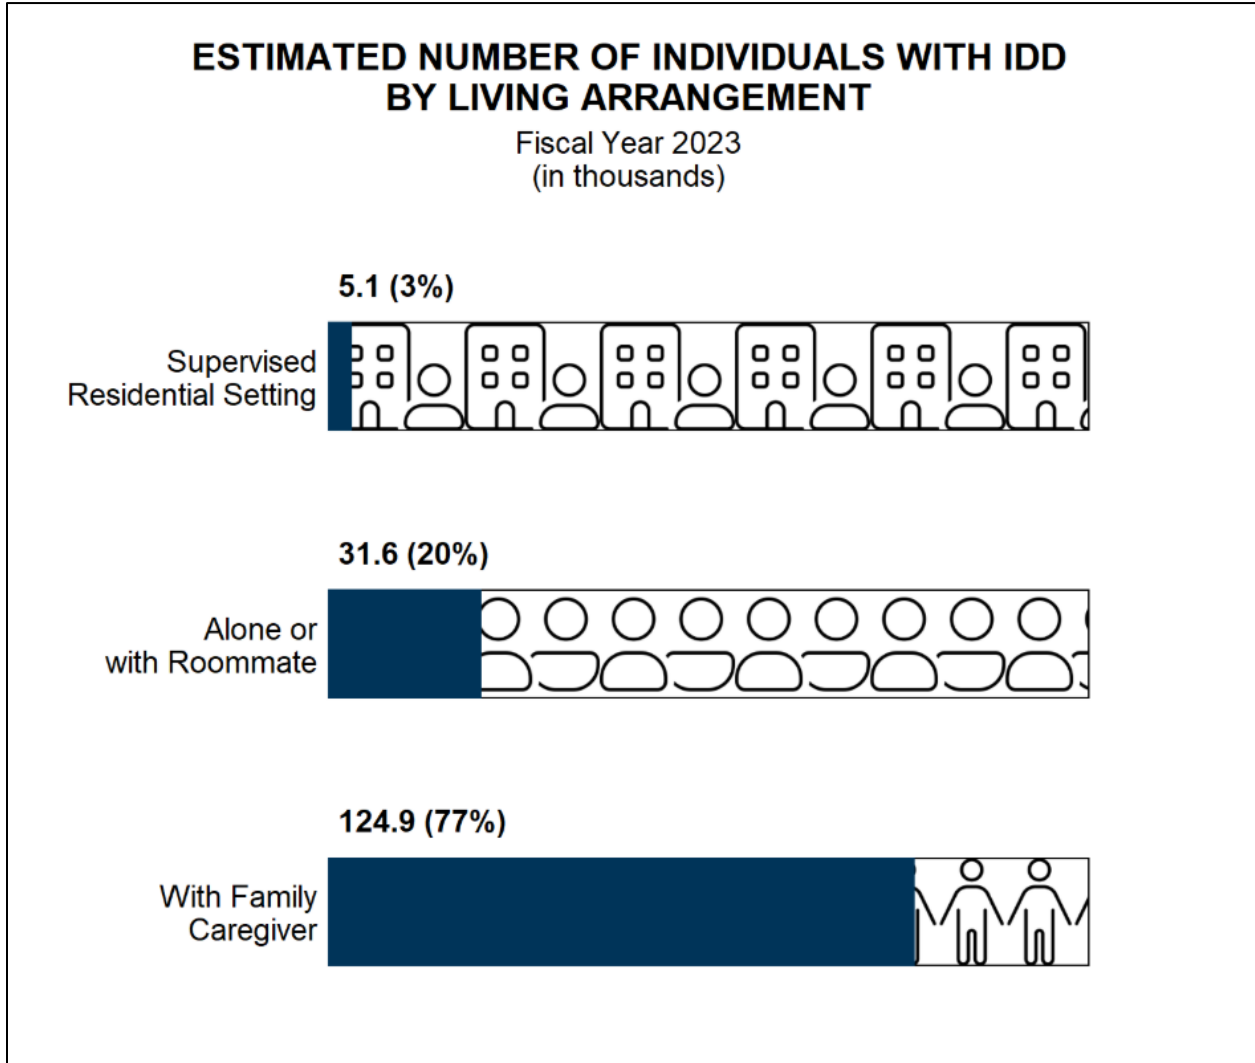 ESTIMATED NUMBER OF INDIVIDUALS WITH IDD
BY LIVING ARRANGEMENT
Fiscal Year 2023
(in thousands)
5.1 (3%)
Supervised
Residential Setting
31.6 (20%)
Alone or
with Roommate
124.9 (77%)
With Family
Caregiver